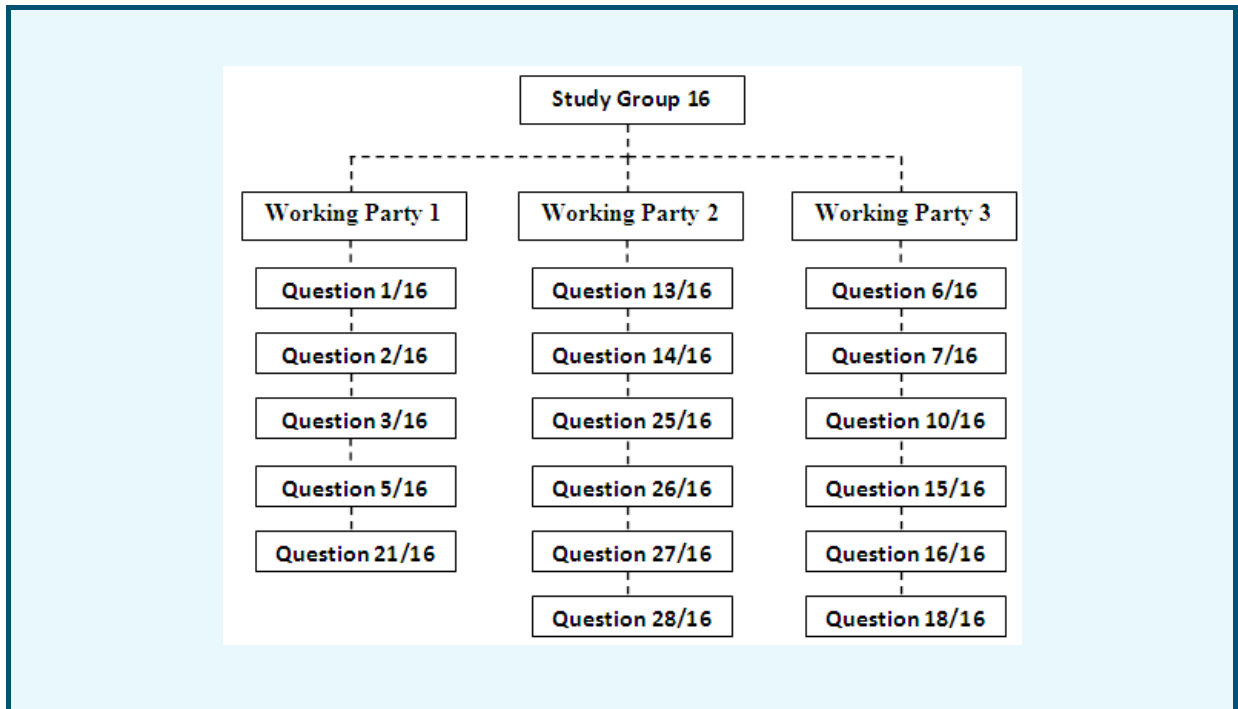 Study Group 16
Working Party 1
Working Party 2
Working Party 3
Question 1/16
Question 13/16
Question 6/16
Question 2/16
Question 14/16
Question 7/16
Question 3/16
Question 25/16
Question 10/16
Question 5/16
Question 26/16
Question 15/16
Question 21/16
Question 27/16
Question 16/16
Question 28/16
Question 18/16